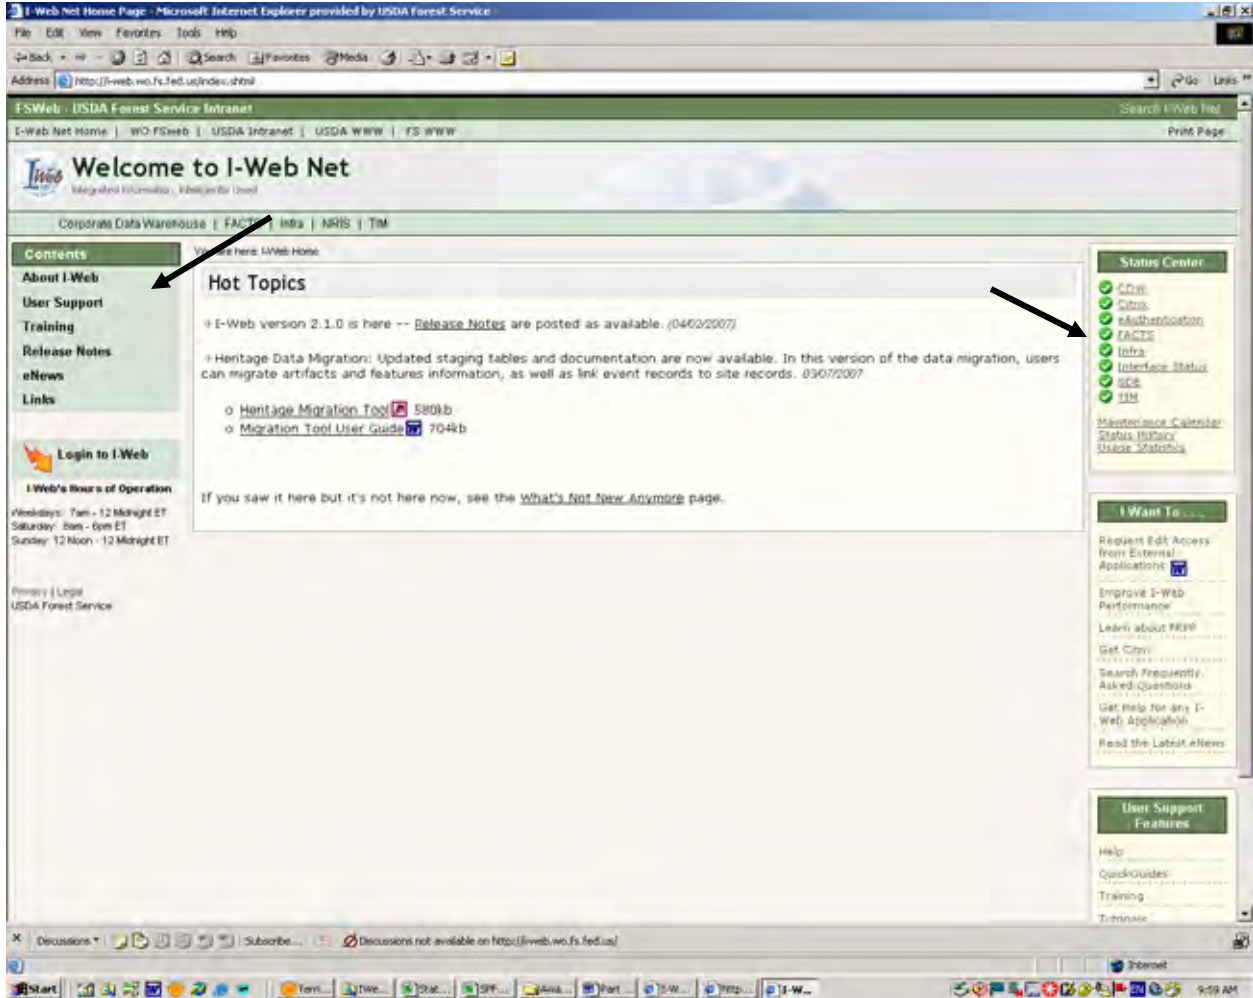 I-Web Net Home Page - Microsoft Internet Explorer provided by USDA Forest Service
File Edit View Favorites Tools Help
Back Search Favorites Media
Address http://i-web.wo.fs.fed.us/index.shtml Go Links
FSWeb - USDA Forest Service Intranet Search I-Web Net
I-Web Net Home | WO FSWeb | USDA Intranet | USDA WWW | FS WWW Print Page
Iweb Welcome to I-Web Net
Corporate Data Warehouse | FACTS | Infra | NRIS | TIM
Contents
About I-Web
User Support
Training
Release Notes
eNews
Links
Login to I-Web
I-Web's Hours of Operation
Weekdays: 7am - 12 Midnight ET
Saturday: 8am - 6pm ET
Sunday: 12 Noon - 12 Midnight ET
Privacy | Legal
USDA Forest Service
You are here: I-Web Home
Hot Topics
I-Web version 2.1.0 is here -- Release Notes are posted as available. (04/02/2007)
Heritage Data Migration: Updated staging tables and documentation are now available. In this version of the data migration, users
can migrate artifacts and features information, as well as link event records to site records. 03/07/2007
o Heritage Migration Tool 580kb
o Migration Tool User Guide 704kb
If you saw it here but it's not here now, see the What's Not New Anymore page.
Status Center
CDW
Citrix
eAuthentication
FACTS
Infra
Interface Status
SDE
TIM
Maintenance Calendar
Status History
Usage Statistics
I Want To . . .
Request Edit Access
from External
Applications
Improve I-Web
Performance
Learn about
Get Citrix
Search Frequently
Asked Questions
Get Help for any I-
Web Application
Read the Latest eNews
User Support
Features
Help
QuickGuides
Training
Tutorials
Discussions Subscribe... Discussions not available on http://i-web.wo.fs.fed.us/
Internet
Start Terri... Ama... Part ... I-W... 9:59 AM